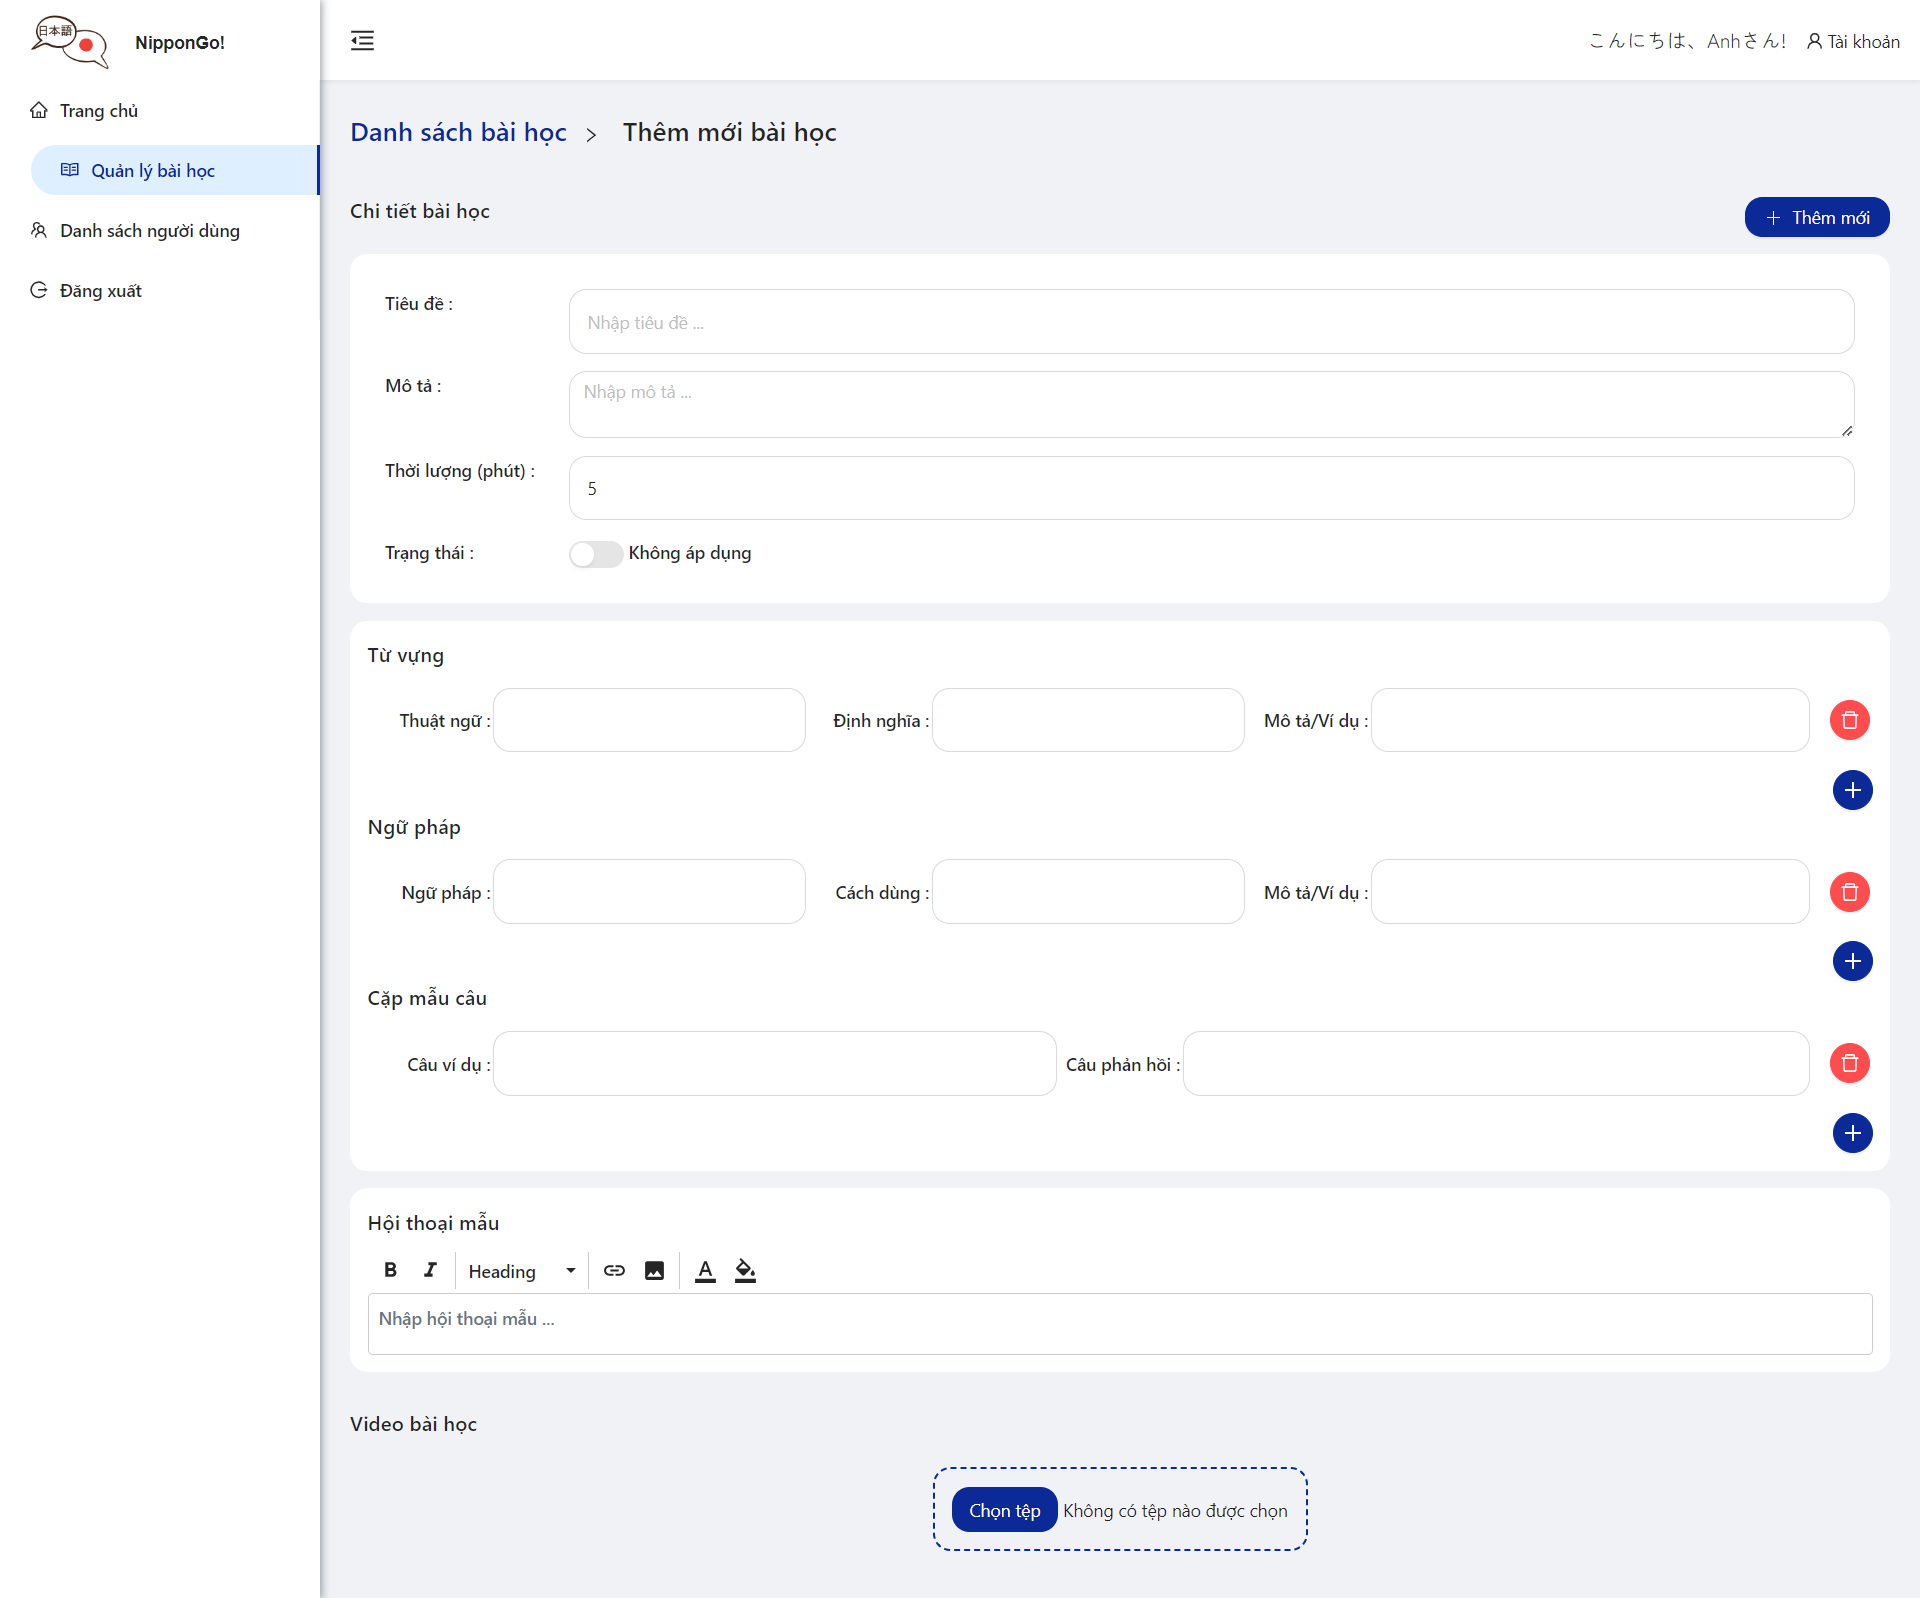 日本語
NipponGo!
こんにちは、Anhさん!
Tài khoản
Trang chủ
Quản lý bài học
Danh sách người dùng
Đăng xuất
Danh sách bài học > Thêm mới bài học
Chi tiết bài học
Thêm mới
Tiêu đề :
Nhập tiêu đề ...
Mô tả :
Nhập mô tả ...
Thời lượng (phút) :
5
Trạng thái :
Không áp dụng
Từ vựng
Thuật ngữ :
Định nghĩa :
Mô tả/Ví dụ :
Ngữ pháp
Ngữ pháp :
Cách dùng :
Mô tả/Ví dụ :
Cặp mẫu câu
Câu ví dụ :
Câu phản hồi :
Hội thoại mẫu
B I Heading A
Nhập hội thoại mẫu ...
Video bài học
Chọn tệp Không có tệp nào được chọn